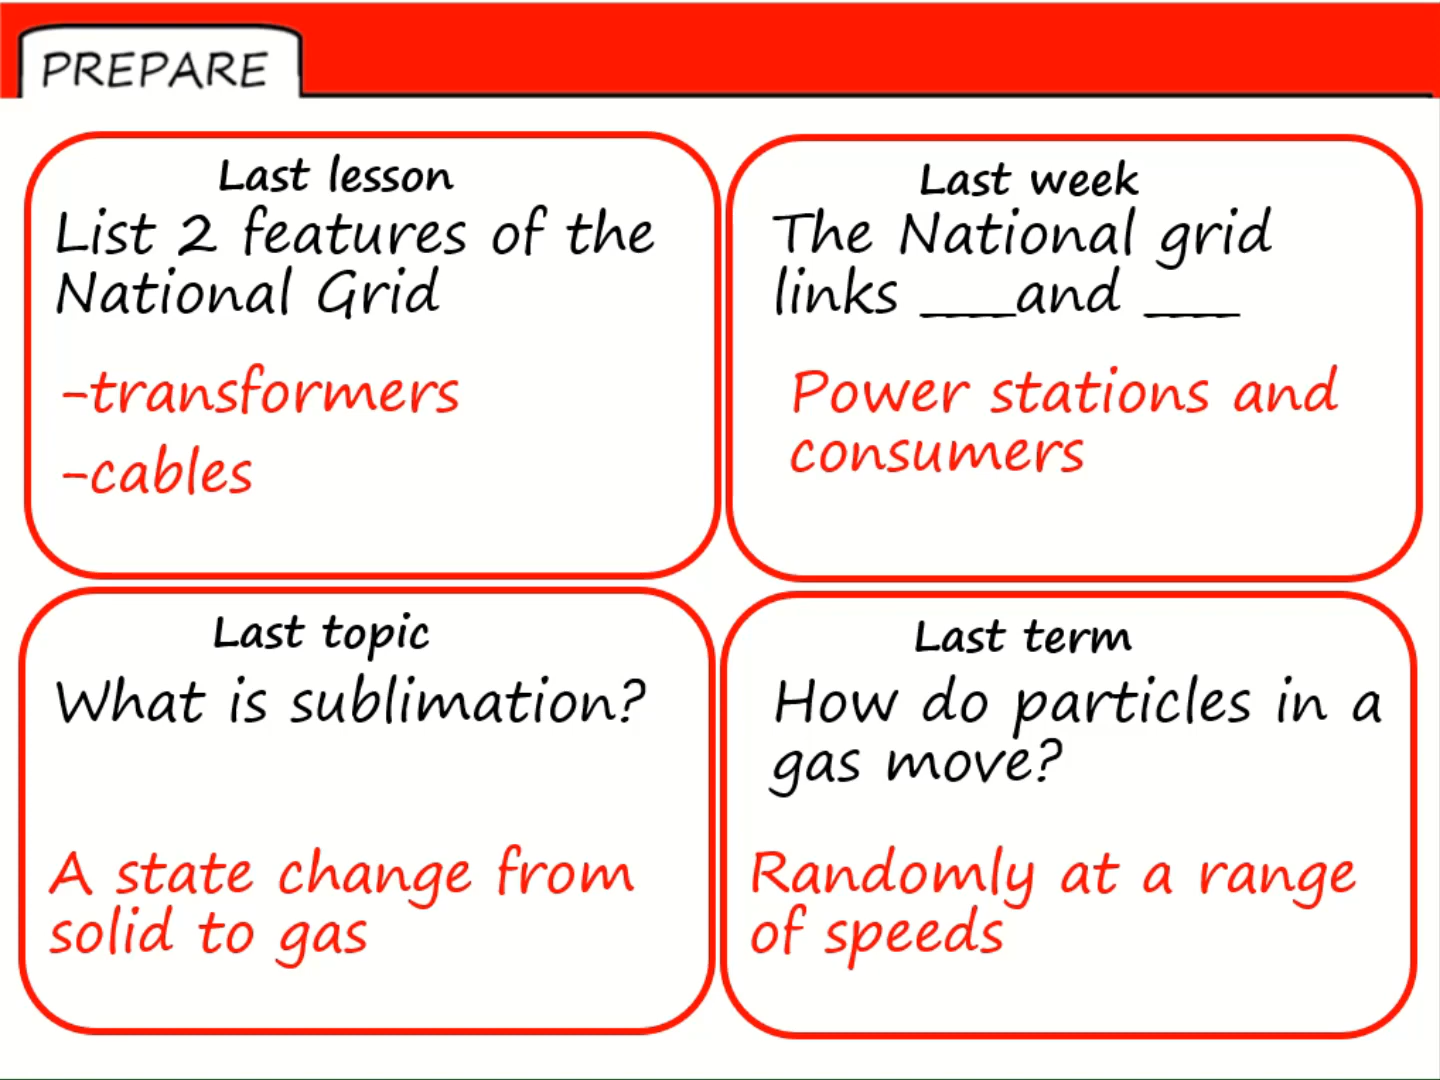 PREPARE
Last lesson
List 2 features of the
National Grid
-transformers
-cables
Last week
The National grid
links ____and ____
Power stations and
consumers
Last topic
What is sublimation?
A state change from
solid to gas
Last term
How do particles in a
gas move?
Randomly at a range
of speeds